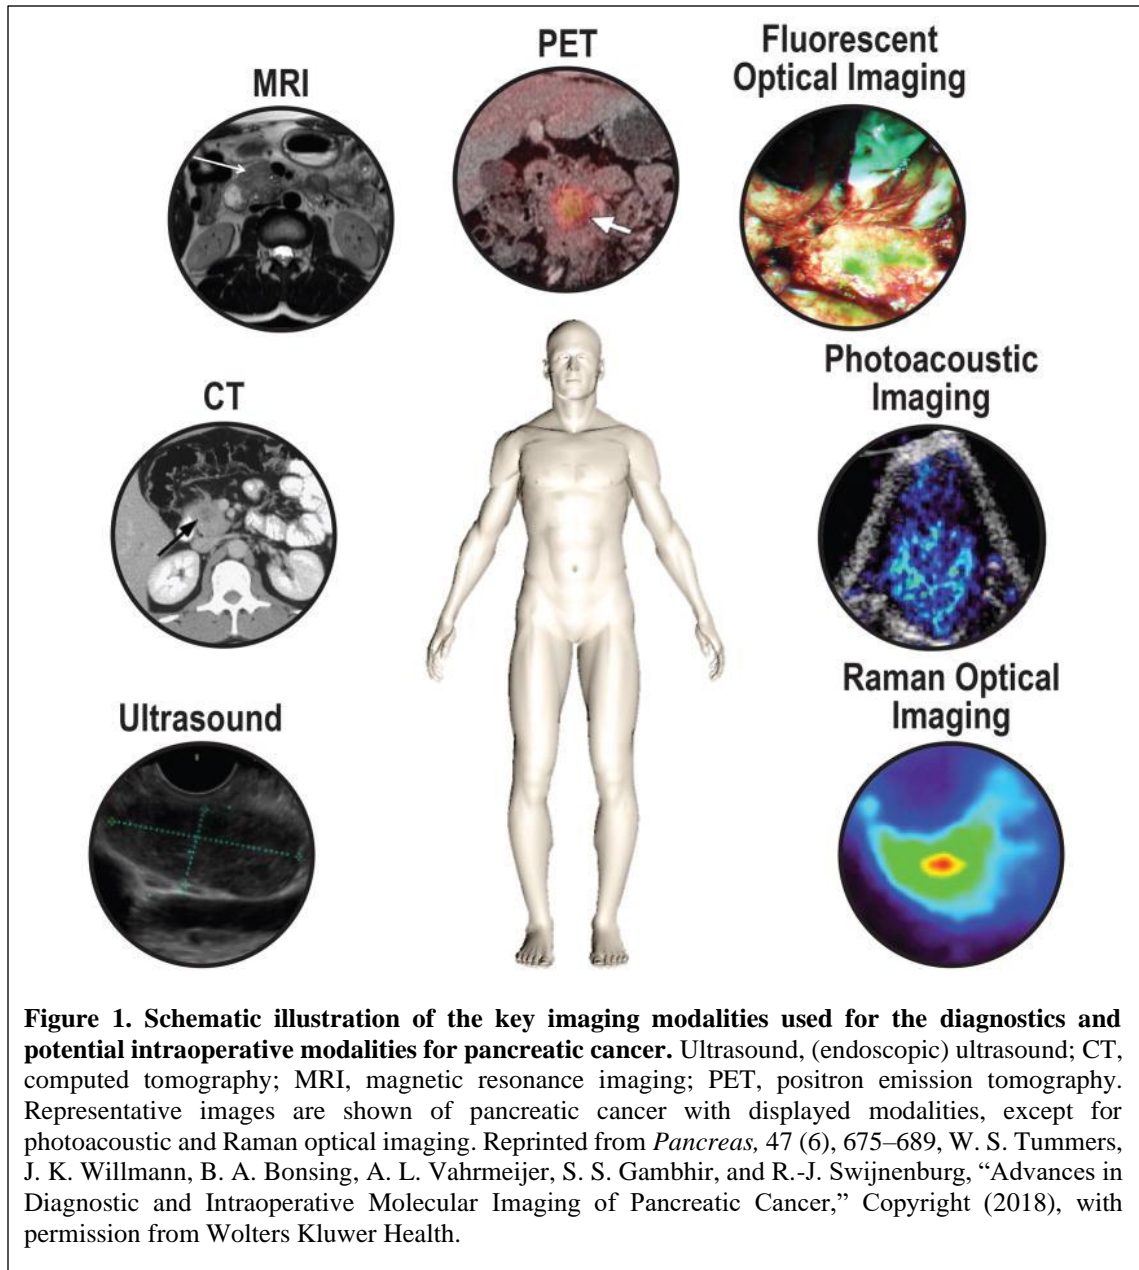 PET
Fluorescent
Optical Imaging
MRI
Photoacoustic
Imaging
CT
Raman Optical
Imaging
Ultrasound
Figure 1. Schematic illustration of the key imaging modalities used for the diagnostics and
potential intraoperative modalities for pancreatic cancer. Ultrasound, (endoscopic) ultrasound; CT,
computed tomography; MRI, magnetic resonance imaging; PET, positron emission tomography.
Representative images are shown of pancreatic cancer with displayed modalities, except for
photoacoustic and Raman optical imaging. Reprinted from Pancreas, 47 (6), 675–689, W. S. Tummers,
J. K. Willmann, B. A. Bonsing, A. L. Vahrmeijer, S. S. Gambhir, and R.-J. Swijnenburg, “Advances in
Diagnostic and Intraoperative Molecular Imaging of Pancreatic Cancer,” Copyright (2018), with
permission from Wolters Kluwer Health.